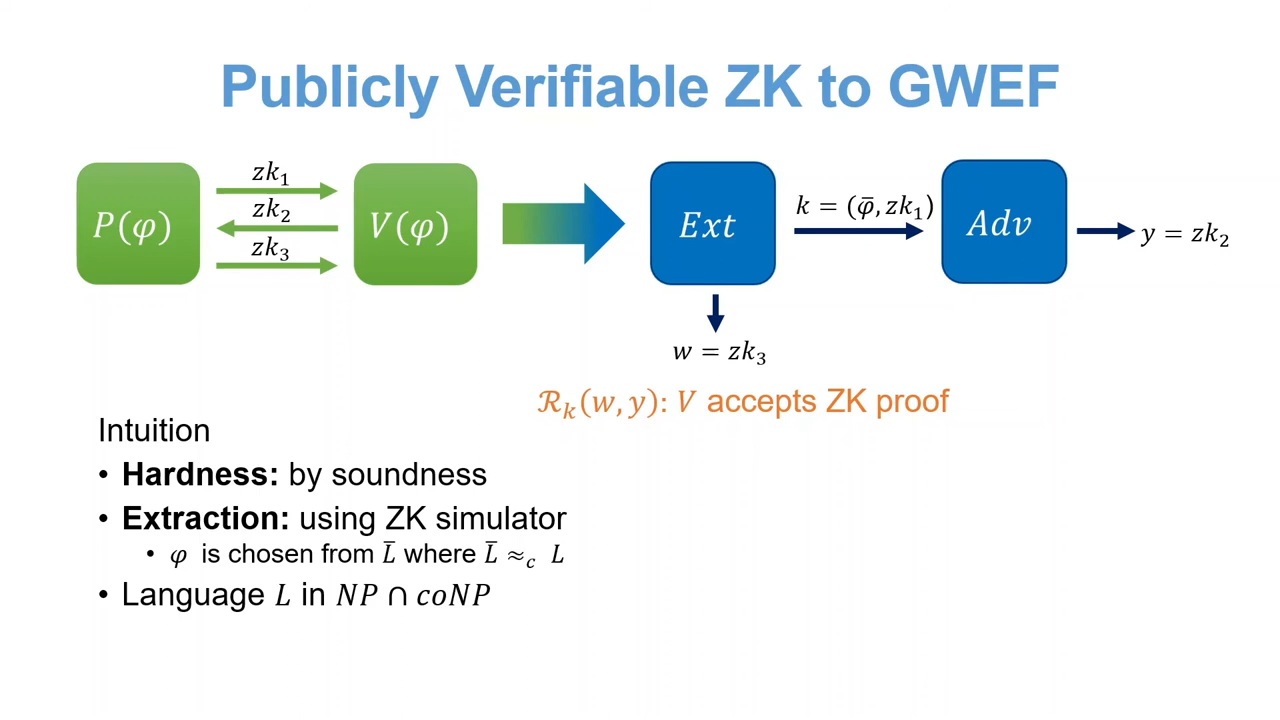 Publicly Verifiable ZK to GWEF
P(φ)
zk₁
zk₂
zk₃
V(φ)
Ext
k = (φ̄, zk₁)
Adv
y = zk₂
w = zk₃
ℛₖ(w, y): V accepts ZK proof
Intuition
• Hardness: by soundness
• Extraction: using ZK simulator
• φ is chosen from L̄ where L̄ ≈_c L
• Language L in NP ∩ coNP